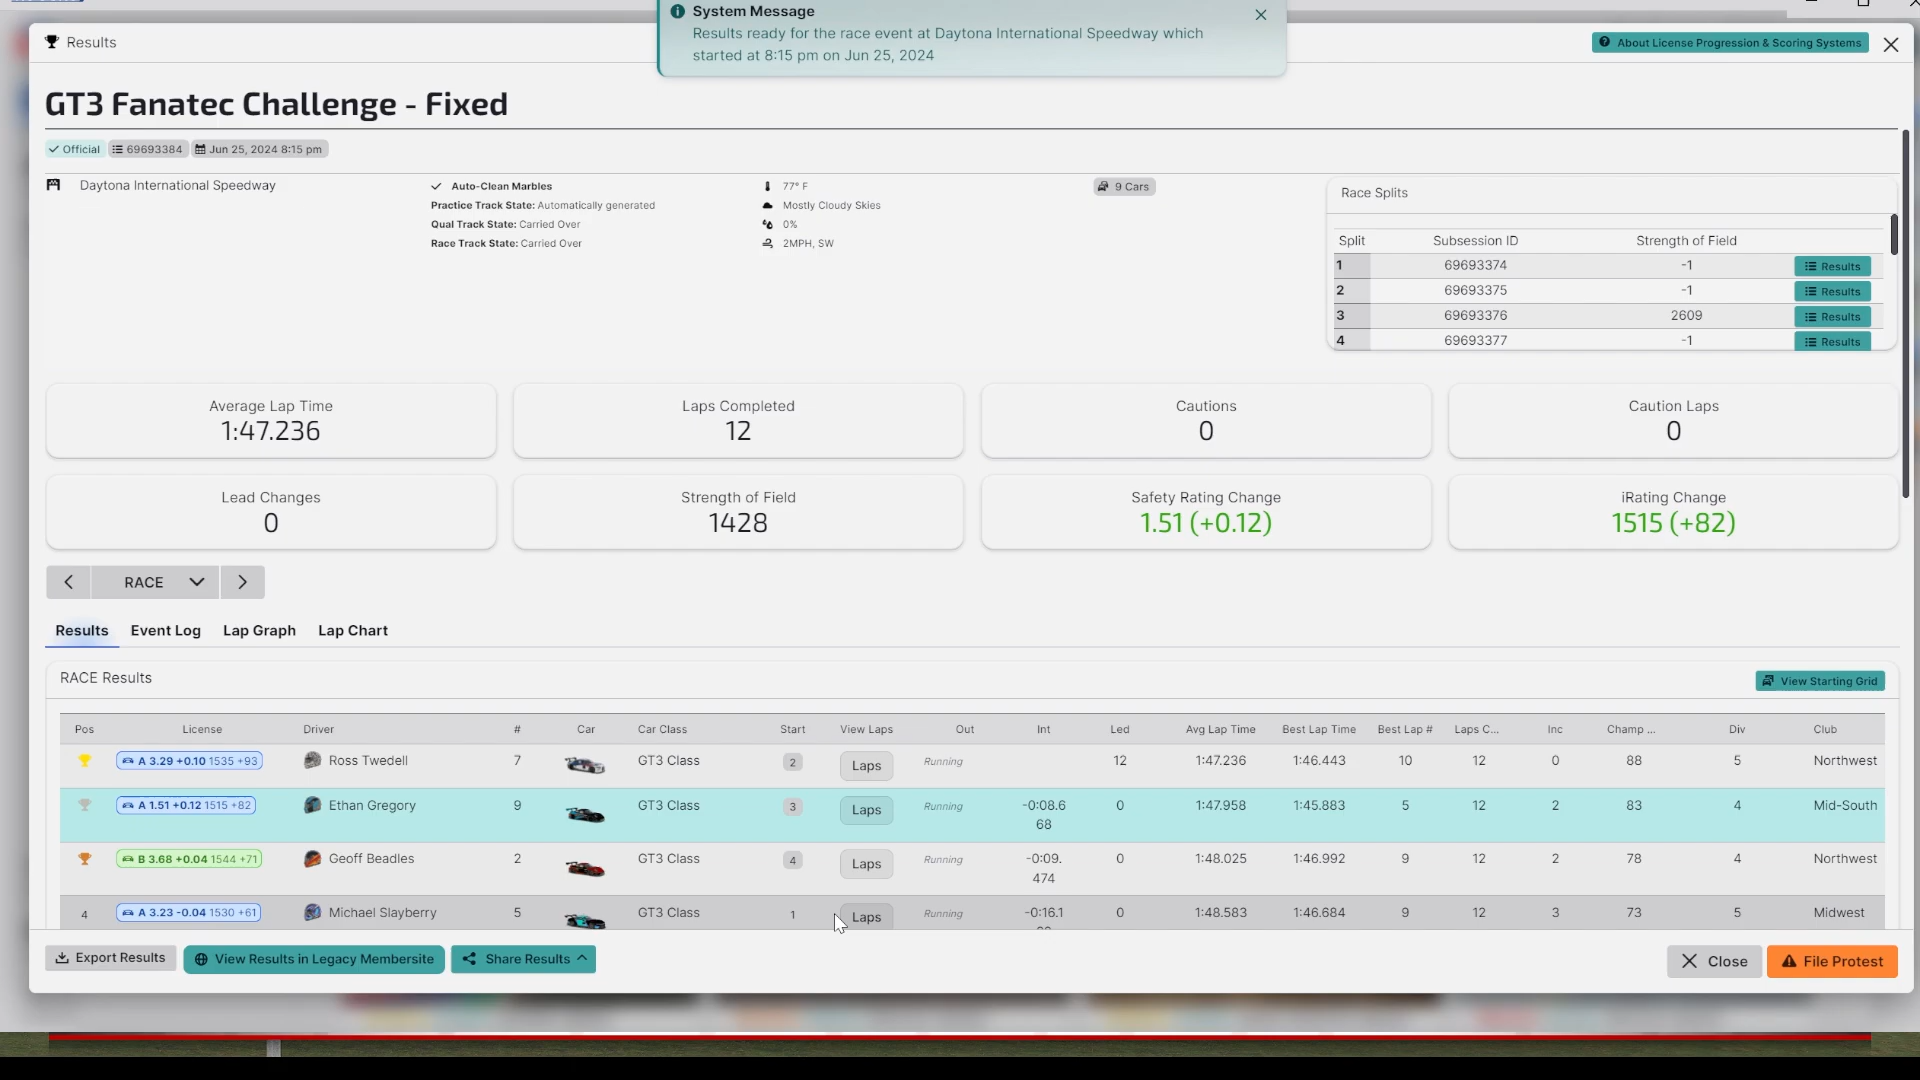 System Message
Results ready for the race event at Daytona International Speedway which
started at 8:15 pm on Jun 25, 2024
Results
About License Progression & Scoring Systems
GT3 Fanatec Challenge - Fixed
Official 69693384 Jun 25, 2024 8:15 pm
Daytona International Speedway
Auto-Clean Marbles
Practice Track State: Automatically generated
Qual Track State: Carried Over
Race Track State: Carried Over
77° F
Mostly Cloudy Skies
0%
2MPH, SW
9 Cars
Race Splits
Split Subsession ID Strength of Field
1 69693374 -1 Results
2 69693375 -1 Results
3 69693376 2609 Results
4 69693377 -1 Results
Average Lap Time
1:47.236
Laps Completed
12
Cautions
0
Caution Laps
0
Lead Changes
0
Strength of Field
1428
Safety Rating Change
1.51 (+0.12)
iRating Change
1515 (+82)
RACE
Results Event Log Lap Graph Lap Chart
RACE Results
View Starting Grid
Pos License Driver # Car Car Class Start View Laps Out Int Led Avg Lap Time Best Lap Time Best Lap # Laps C... Inc Champ ... Div Club
A 3.29 +0.10 1535 +93 Ross Twedell 7 GT3 Class 2 Laps Running 12 1:47.236 1:46.443 10 12 0 88 5 Northwest
A 1.51 +0.12 1515 +82 Ethan Gregory 9 GT3 Class 3 Laps Running -0:08.6 0 1:47.958 1:45.883 5 12 2 83 4 Mid-South
68
B 3.68 +0.04 1544 +71 Geoff Beadles 2 GT3 Class 4 Laps Running -0:09. 0 1:48.025 1:46.992 9 12 2 78 4 Northwest
474
4 A 3.23 -0.04 1530 +61 Michael Slayberry 5 GT3 Class 1 Laps Running -0:16.1 0 1:48.583 1:46.684 9 12 3 73 5 Midwest
Export Results View Results in Legacy Membersite Share Results Close File Protest